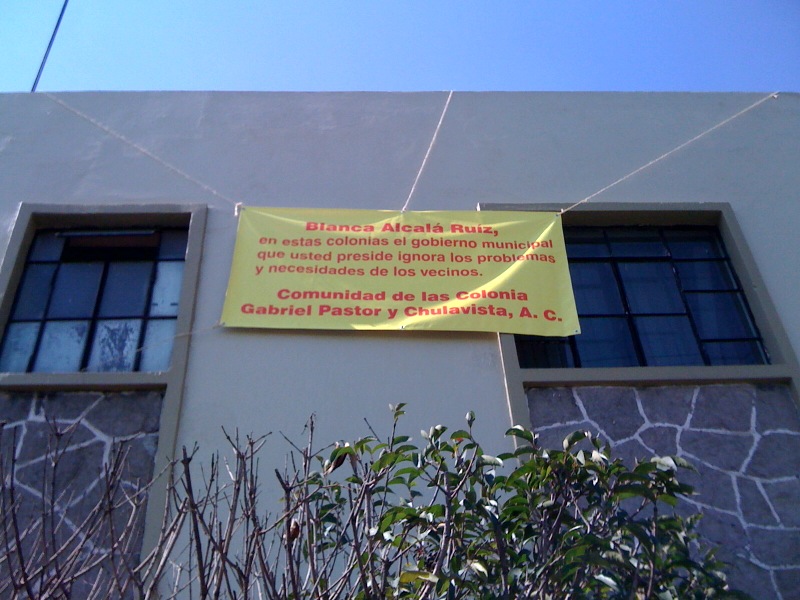 Blanca Alcalá Ruíz,
en estas colonias el gobierno municipal
que usted preside ignora los problemas
y necesidades de los vecinos.
Comunidad de las Colonia
Gabriel Pastor y Chulavista, A. C.